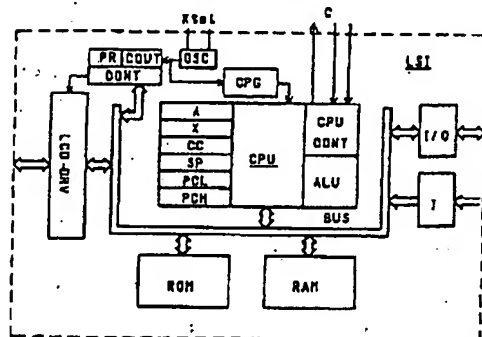 Xtal C
LSI
PR COUT OSC
CONT
CPG
LCD-DRV
A
X
CC
SP
PCL
PCH
CPU
CPU
CONT
ALU
I/O
I
BUS
ROM
RAM